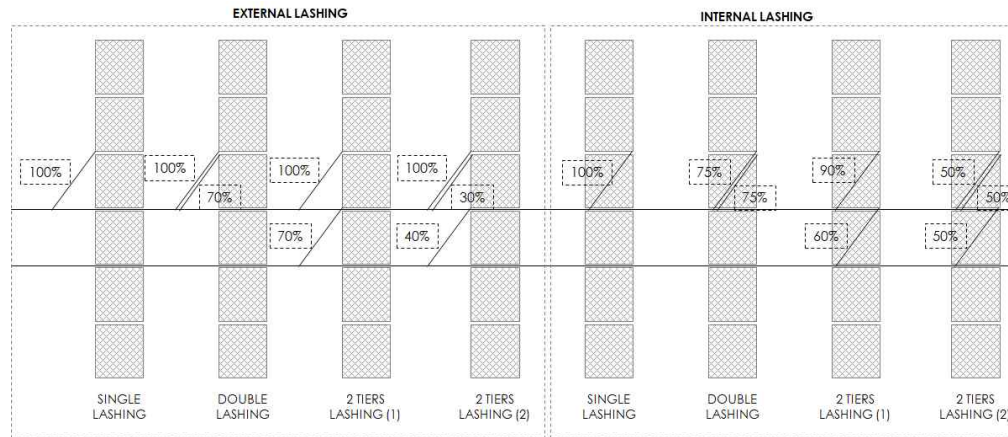 EXTERNAL LASHING
INTERNAL LASHING
100%
100%
100%
100%
100%
75%
90%
50%
70%
30%
75%
50%
70%
40%
60%
50%
SINGLE
LASHING
DOUBLE
LASHING
2 TIERS
LASHING (1)
2 TIERS
LASHING (2)
SINGLE
LASHING
DOUBLE
LASHING
2 TIERS
LASHING (1)
2 TIERS
LASHING (2)